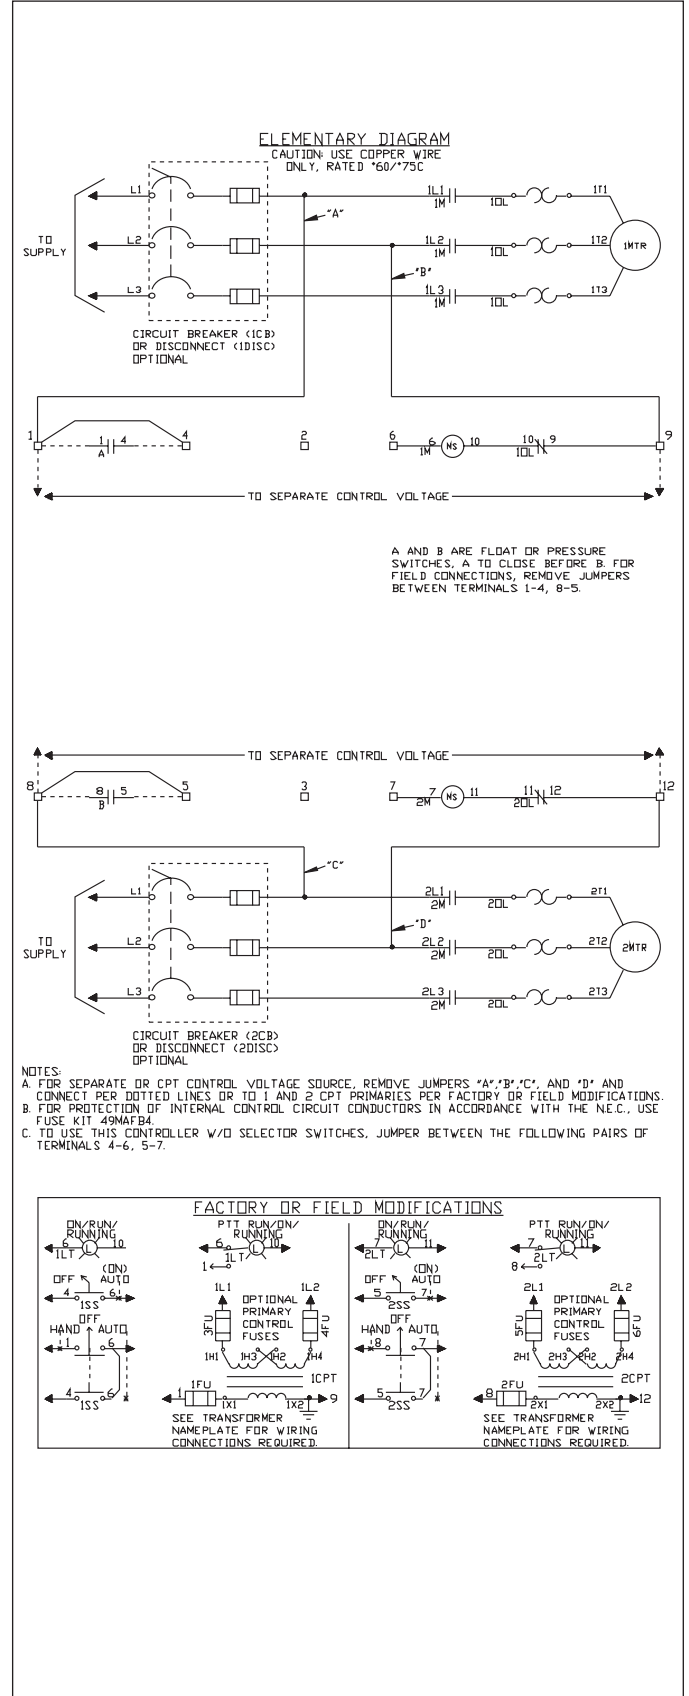 ELEMENTARY DIAGRAM
CAUTION: USE COPPER WIRE
ONLY, RATED °60/°75C
L1 1L1 1M 1OL 1T1
"A"
TO
SUPPLY
L2 1L2 1M 1OL 1T2 1MTR
"B"
L3 1L3 1M 1OL 1T3
CIRCUIT BREAKER (1CB)
OR DISCONNECT (1DISC)
OPTIONAL
1 1 4 A 4 2 6 6 1M MS 10 10 9 1OL 9
TO SEPARATE CONTROL VOLTAGE
A AND B ARE FLOAT OR PRESSURE
SWITCHES, A TO CLOSE BEFORE B. FOR
FIELD CONNECTIONS, REMOVE JUMPERS
BETWEEN TERMINALS 1-4, 8-5.
TO SEPARATE CONTROL VOLTAGE
8 8 5 B 5 3 7 7 2M MS 11 11 12 2OL 12
"C"
L1 2L1 2M 2OL 2T1
"D"
TO
SUPPLY
L2 2L2 2M 2OL 2T2 2MTR
L3 2L3 2M 2OL 2T3
CIRCUIT BREAKER (2CB)
OR DISCONNECT (2DISC)
OPTIONAL
NOTES:
A. FOR SEPARATE OR CPT CONTROL VOLTAGE SOURCE, REMOVE JUMPERS "A","B","C", AND "D" AND
CONNECT PER DOTTED LINES OR TO 1 AND 2 CPT PRIMARIES PER FACTORY OR FIELD MODIFICATIONS.
B. FOR PROTECTION OF INTERNAL CONTROL CIRCUIT CONDUCTORS IN ACCORDANCE WITH THE N.E.C., USE
FUSE KIT 49MAFB4.
C. TO USE THIS CONTROLLER W/O SELECTOR SWITCHES, JUMPER BETWEEN THE FOLLOWING PAIRS OF
TERMINALS 4-6, 5-7.
FACTORY OR FIELD MODIFICATIONS
ON/RUN/
RUNNING
6 1LT L 10
OFF (ON)
AUTO
4 1SS 6
OFF
HAND AUTO
1 6
4 1SS 6
PTT RUN/ON/
RUNNING
6 1LT L 10
1
1L1 1L2
3FU OPTIONAL
PRIMARY
CONTROL
FUSES 4FU
1H1 1H3 1H2 1H4
1CPT
1 1FU 1X1 1X2 9
SEE TRANSFORMER
NAMEPLATE FOR WIRING
CONNECTIONS REQUIRED.
ON/RUN/
RUNNING
7 2LT L 11
OFF (ON)
AUTO
5 2SS 7
OFF
HAND AUTO
8 7
5 2SS 7
PTT RUN/ON/
RUNNING
7 2LT L 11
8
2L1 2L2
5FU OPTIONAL
PRIMARY
CONTROL
FUSES 6FU
2H1 2H3 2H2 2H4
2CPT
8 2FU 2X1 2X2 12
SEE TRANSFORMER
NAMEPLATE FOR WIRING
CONNECTIONS REQUIRED.